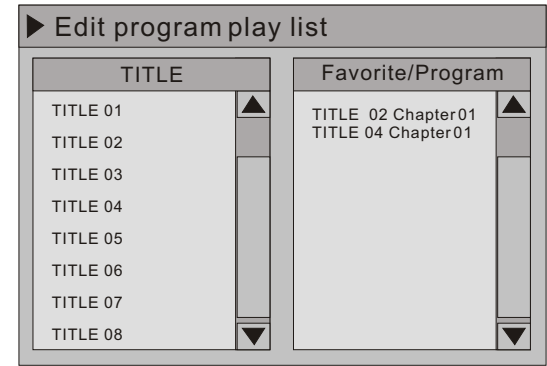 Edit program play list
TITLE
TITLE 01
TITLE 02
TITLE 03
TITLE 04
TITLE 05
TITLE 06
TITLE 07
TITLE 08
Favorite/Program
TITLE 02 Chapter01
TITLE 04 Chapter01